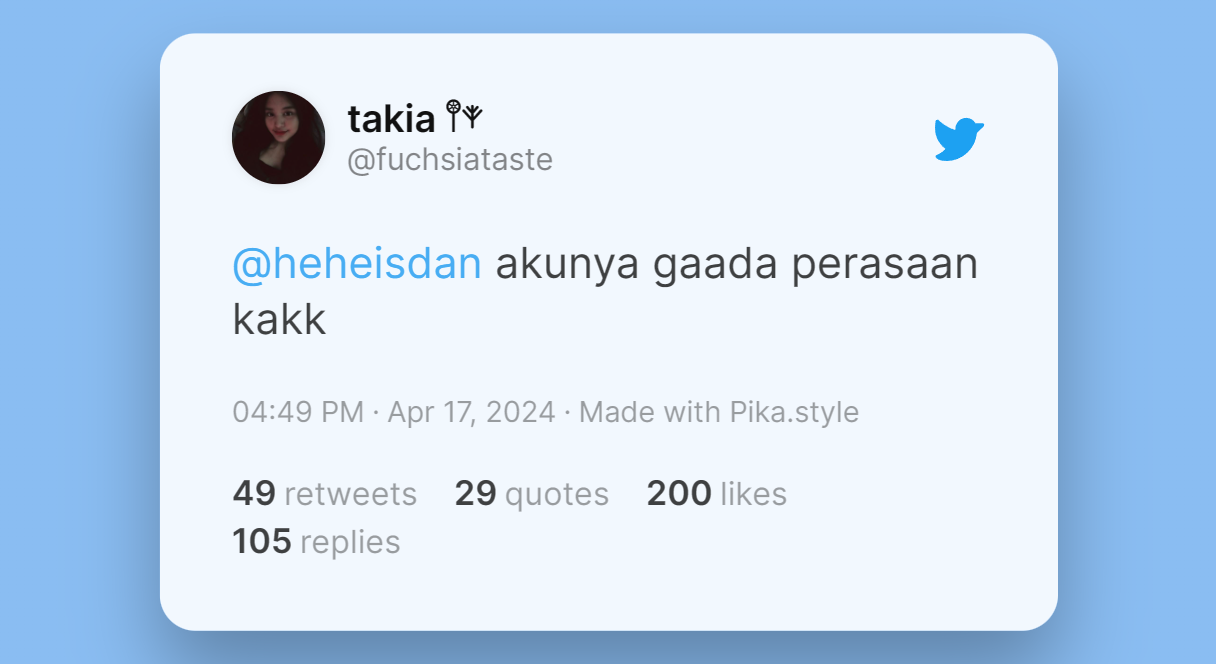 takia 𓋇𓇗
@fuchsiataste
@heheisdan akunya gaada perasaan
kakk
04:49 PM · Apr 17, 2024 · Made with Pika.style
49 retweets 29 quotes 200 likes
105 replies